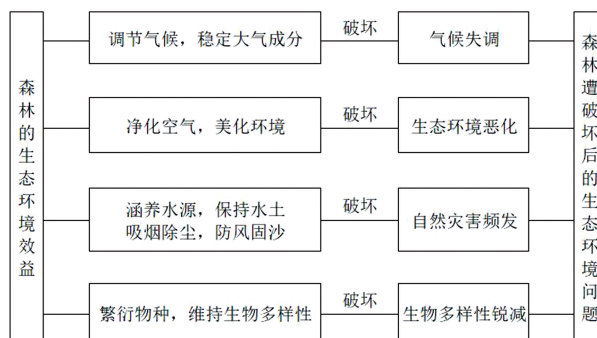 森林的生态环境效益
调节气候，稳定大气成分
破坏
气候失调
净化空气，美化环境
破坏
生态环境恶化
涵养水源，保持水土
吸烟除尘，防风固沙
破坏
自然灾害频发
繁衍物种，维持生物多样性
破坏
生物多样性锐减
森林遭破坏后的生态环境问题